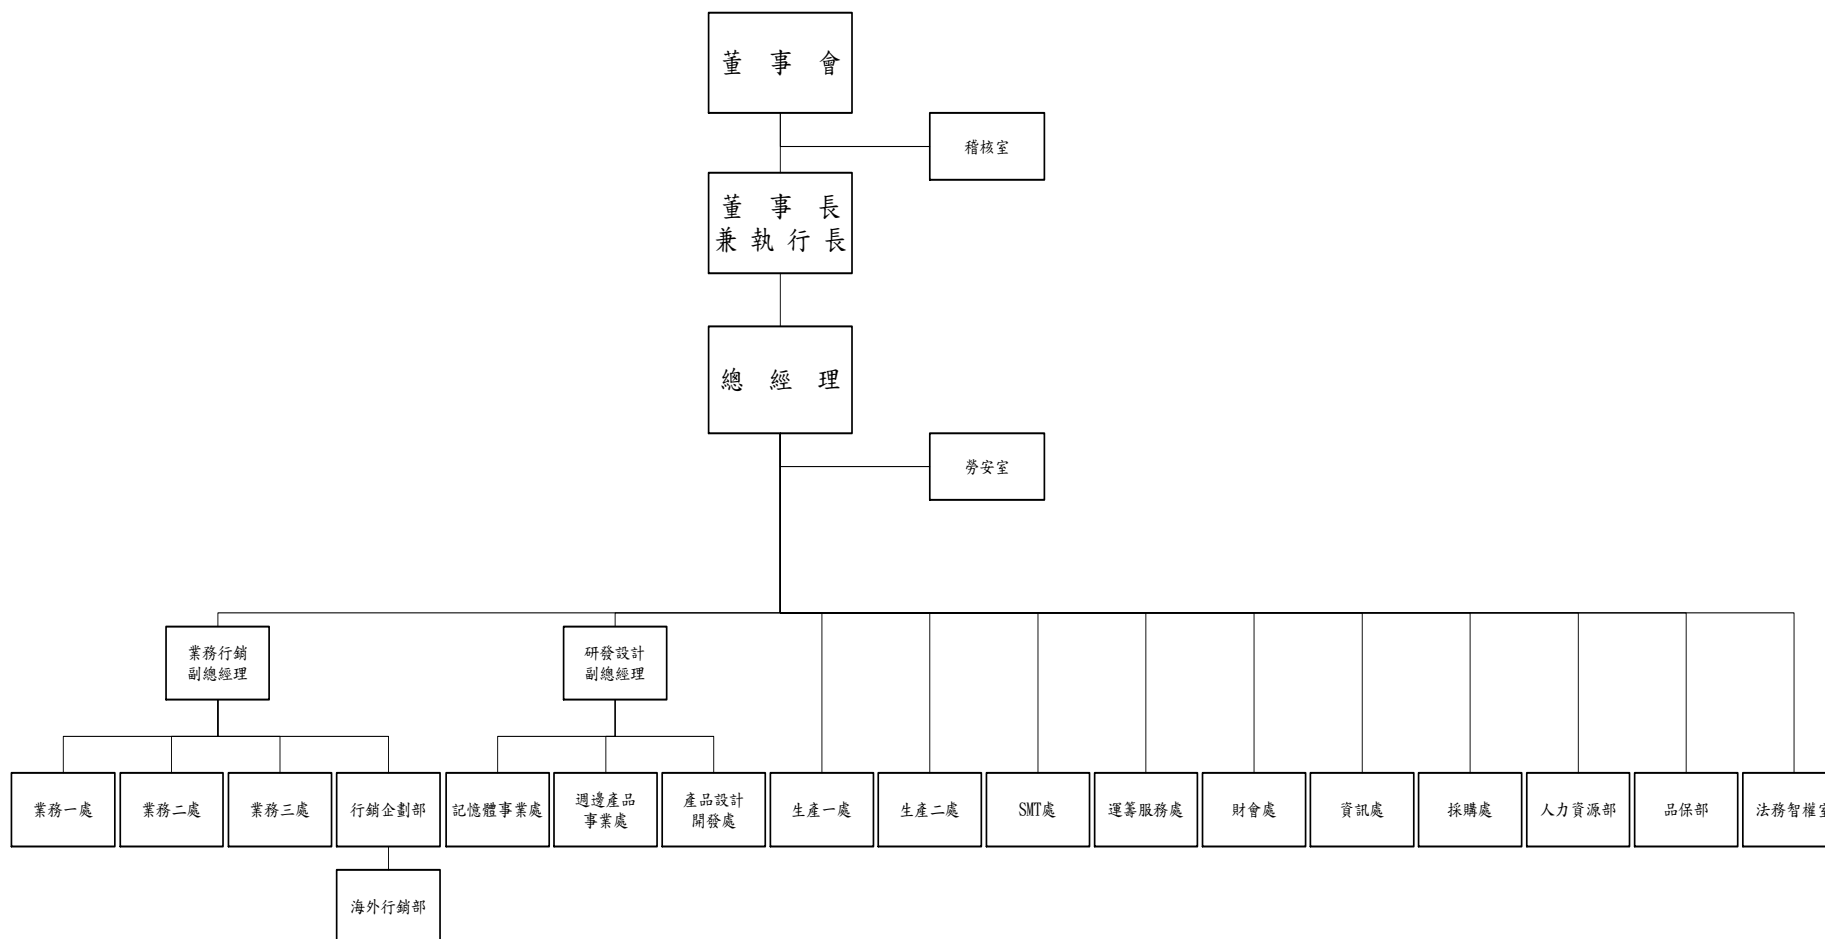 董事會
稽核室
董事長
兼執行長
總經理
勞安室
業務行銷
副總經理
研發設計
副總經理
業務一處
業務二處
業務三處
行銷企劃部
記憶體事業處
週邊產品
事業處
產品設計
開發處
生產一處
生產二處
SMT處
運籌服務處
財會處
資訊處
採購處
人力資源部
品保部
法務智權室
海外行銷部